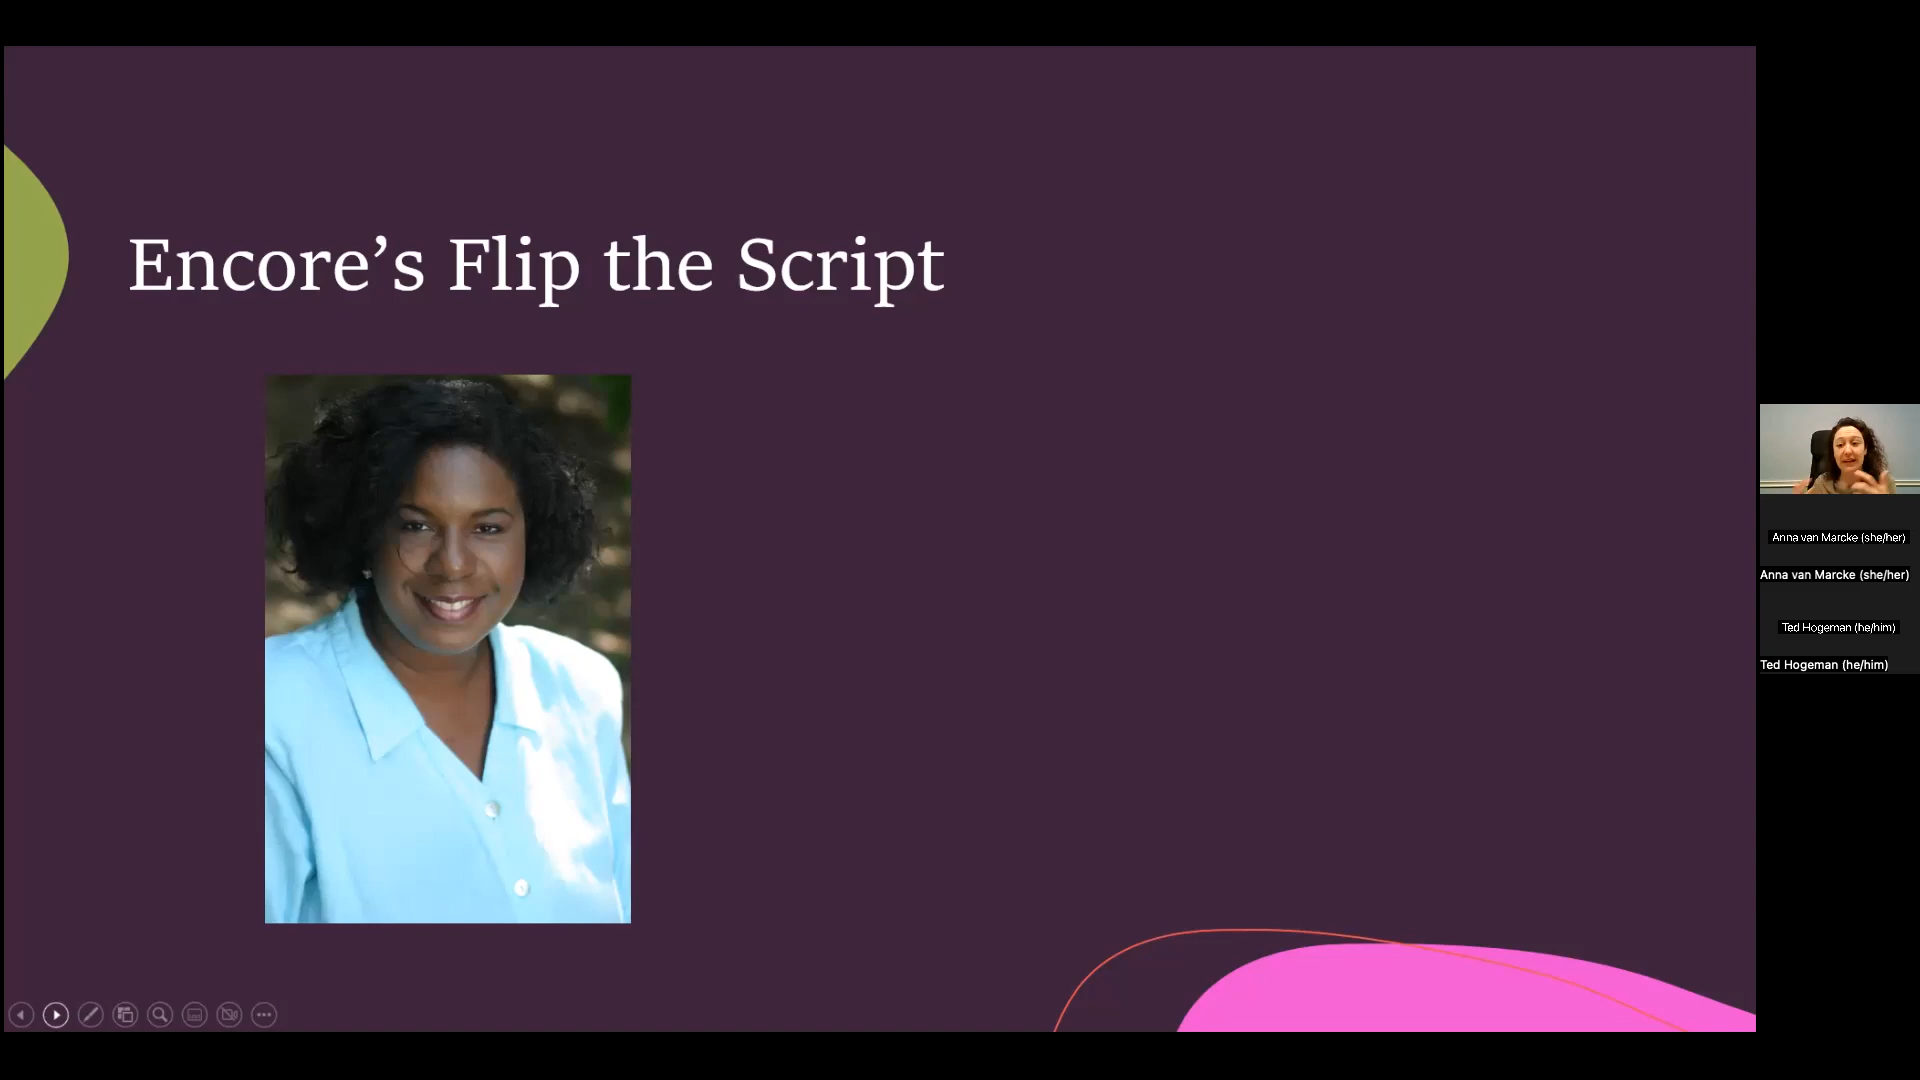 Encore’s Flip the Script
Anna van Marcke (she/her)
Anna van Marcke (she/her)
Ted Hogeman (he/him)
Ted Hogeman (he/him)